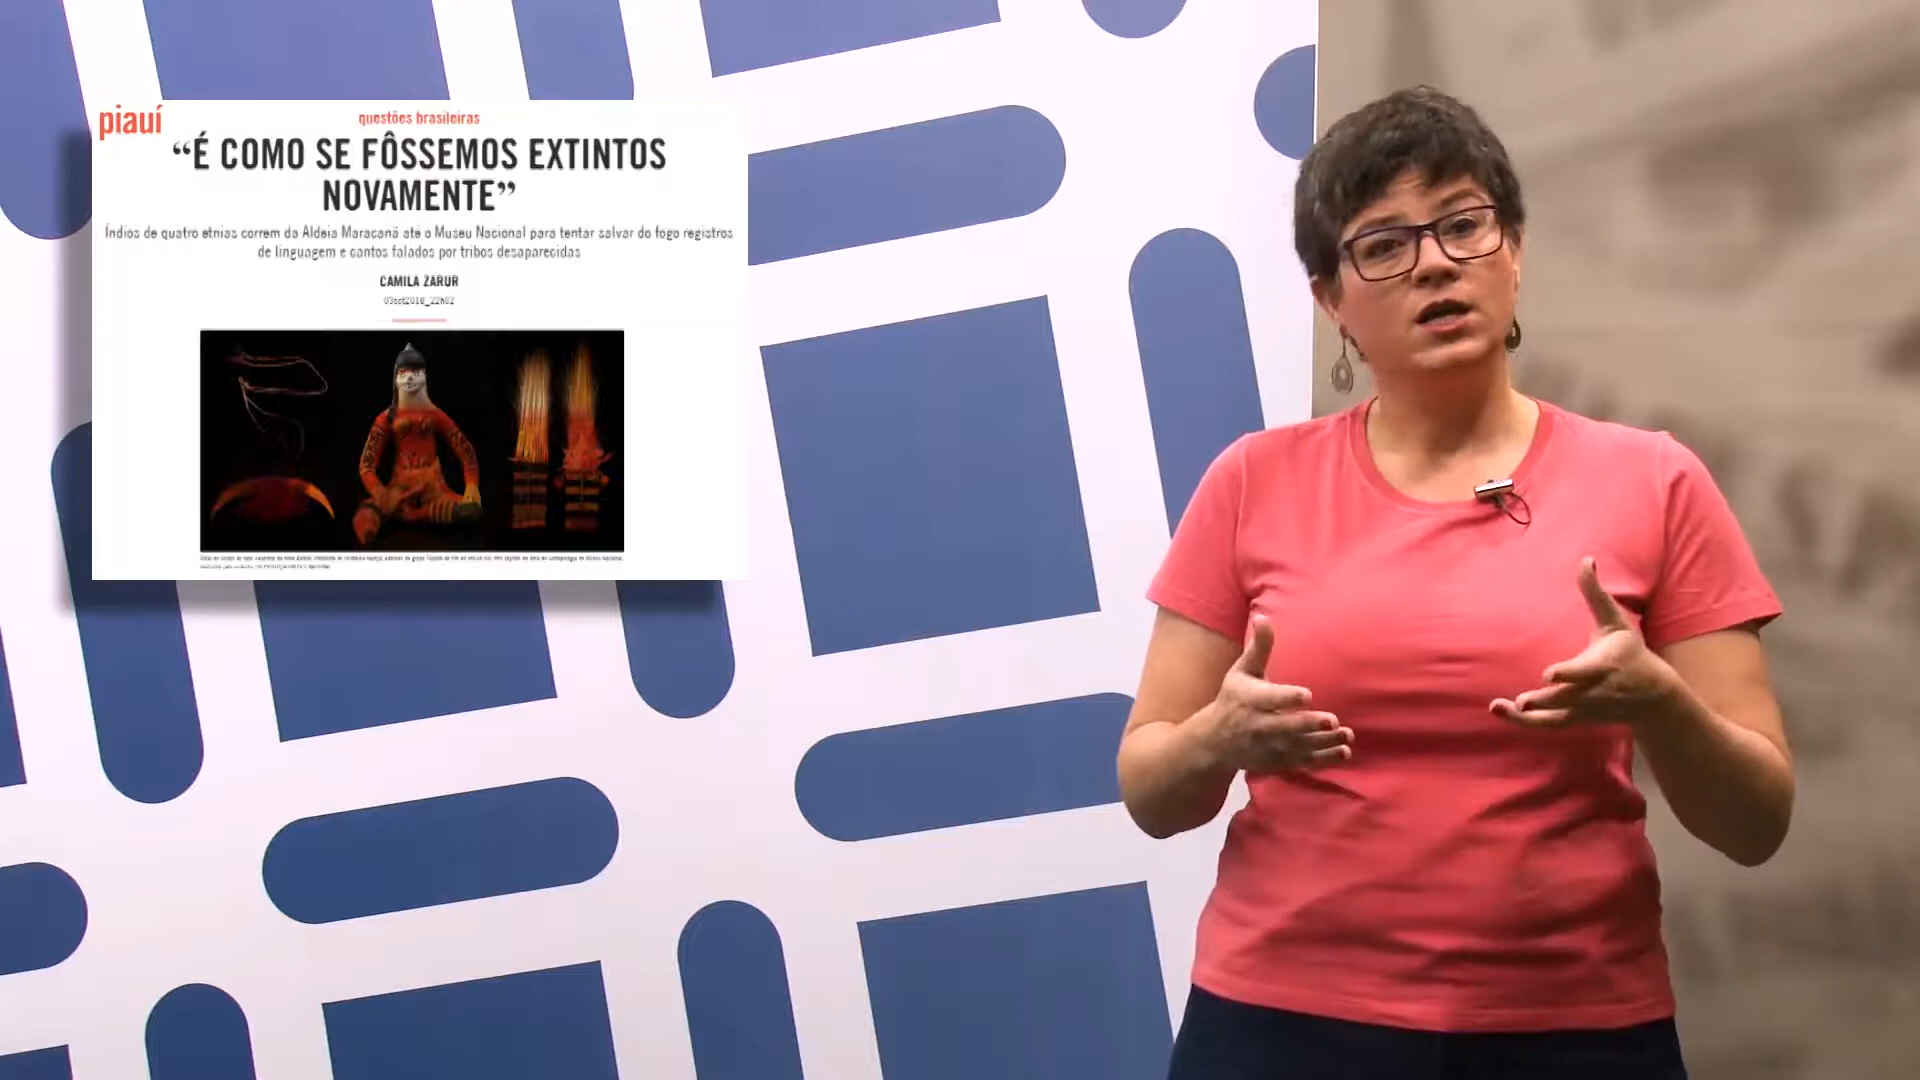 piauí
questões brasileiras
“É COMO SE FÔSSEMOS EXTINTOS
NOVAMENTE”
Índios de quatro etnias correm da Aldeia Maracanã até o Museu Nacional para tentar salvar do fogo registros
de linguagem e cantos falados por tribos desaparecidas
CAMILA ZARUR